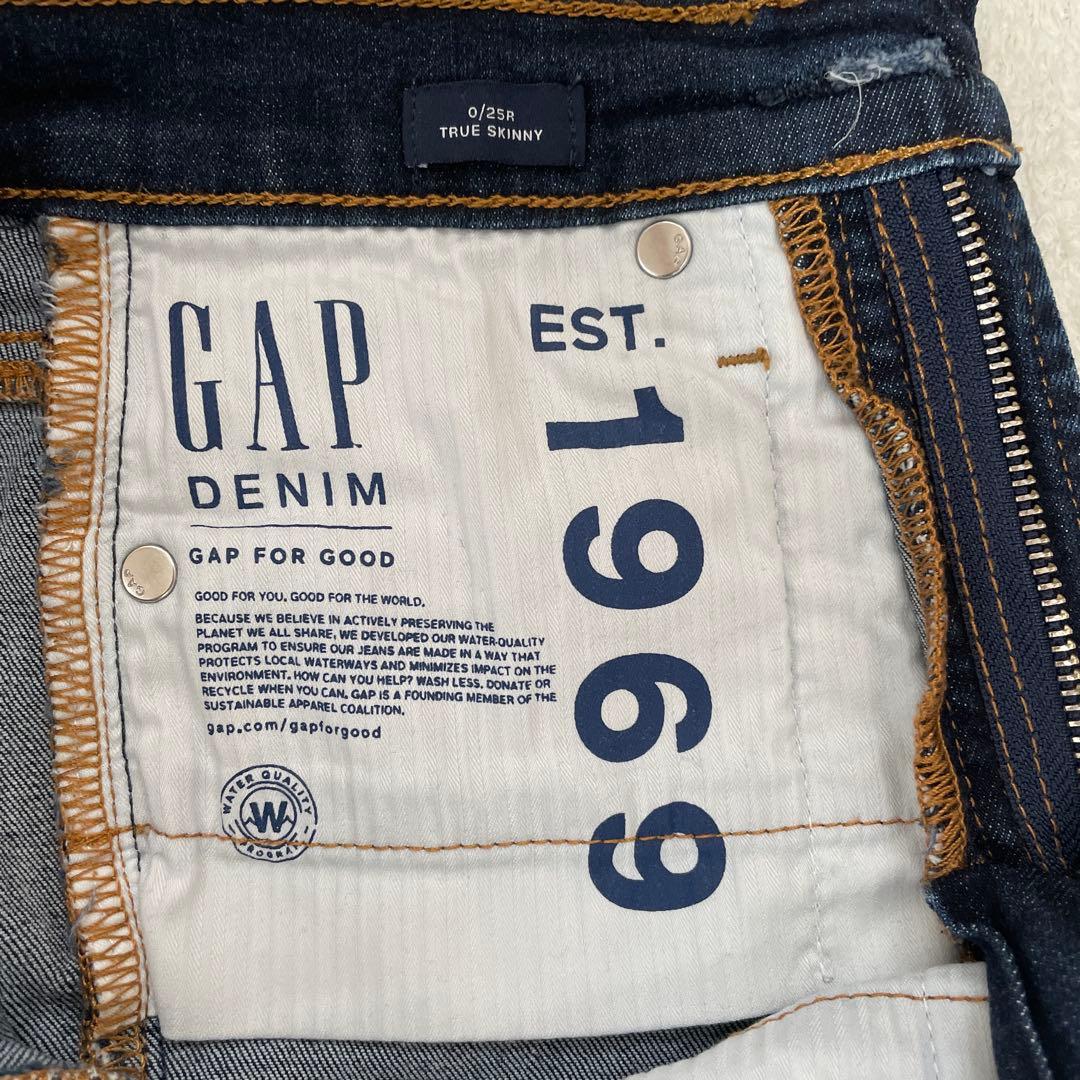 0/25R
TRUE SKINNY
GAP
GAP
DENIM
EST.
1969
GAP FOR GOOD
GAP
GOOD FOR YOU. GOOD FOR THE WORLD.
BECAUSE WE BELIEVE IN ACTIVELY PRESERVING THE
PLANET WE ALL SHARE, WE DEVELOPED OUR WATER-QUALITY
PROGRAM TO ENSURE OUR JEANS ARE MADE IN A WAY THAT
PROTECTS LOCAL WATERWAYS AND MINIMIZES IMPACT ON THE
ENVIRONMENT. HOW CAN YOU HELP? WASH LESS. DONATE OR
RECYCLE WHEN YOU CAN. GAP IS A FOUNDING MEMBER OF THE
SUSTAINABLE APPAREL COALITION.
gap.com/gapforgood
WATER QUALITY
W
PROGRAM